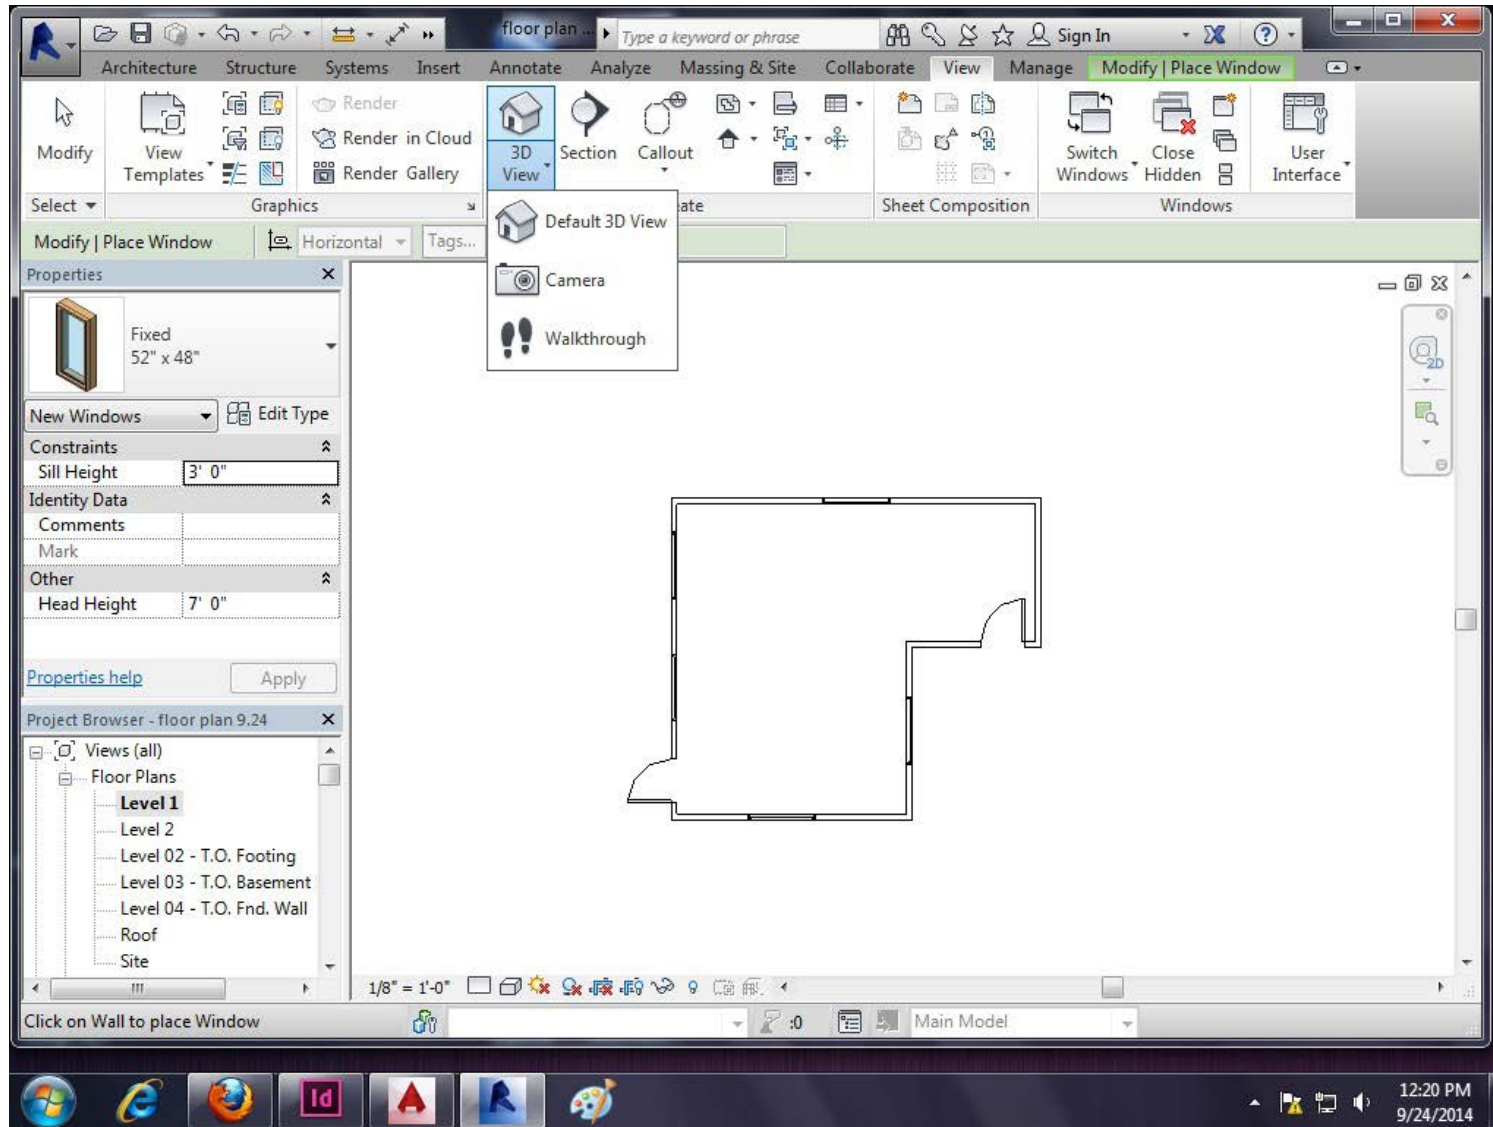 floor plan ...
Type a keyword or phrase
Sign In
Architecture Structure Systems Insert Annotate Analyze Massing & Site Collaborate View Manage Modify | Place Window
Modify
View
Templates
Render
Render in Cloud
Render Gallery
3D
View
Section
Callout
Switch
Windows
Close
Hidden
User
Interface
Select
Graphics
Sheet Composition
Windows
Default 3D View
Camera
Walkthrough
Modify | Place Window
Horizontal
Tags...
Properties
Fixed
52" x 48"
New Windows
Edit Type
Constraints
Sill Height 3' 0"
Identity Data
Comments
Mark
Other
Head Height 7' 0"
Properties help
Apply
2D
Project Browser - floor plan 9.24
Views (all)
Floor Plans
Level 1
Level 2
Level 02 - T.O. Footing
Level 03 - T.O. Basement
Level 04 - T.O. Fnd. Wall
Roof
Site
1/8" = 1'-0"
Click on Wall to place Window
:0
Main Model
Id
12:20 PM
9/24/2014